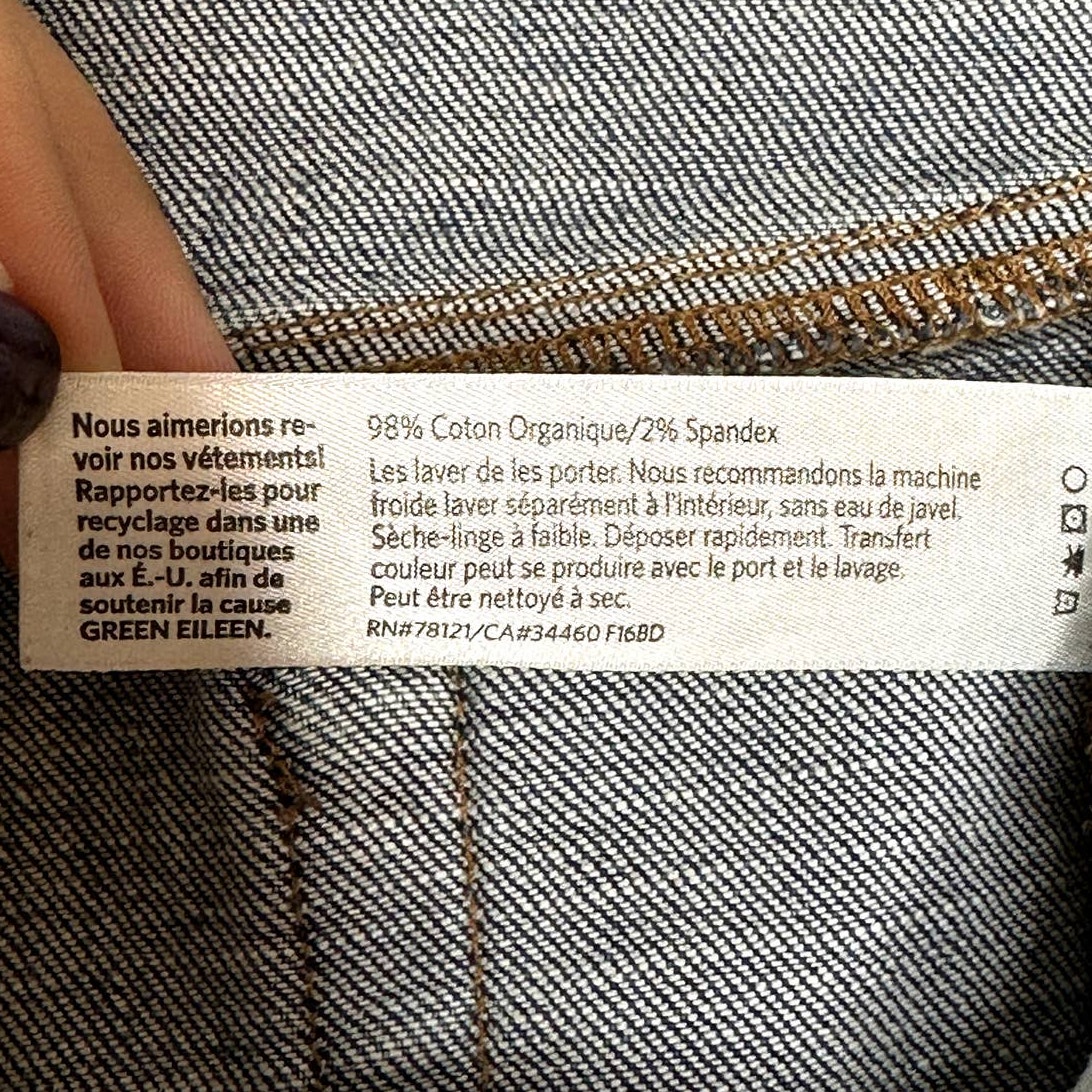 Nous aimerions re-
voir nos vêtements!
Rapportez-les pour
recyclage dans une
de nos boutiques
aux É.-U. afin de
soutenir la cause
GREEN EILEEN.
98% Coton Organique/2% Spandex
Les laver de les porter. Nous recommandons la machine
froide laver séparément à l'intérieur, sans eau de javel.
Sèche-linge à faible. Déposer rapidement. Transfert
couleur peut se produire avec le port et le lavage.
Peut être nettoyé à sec.
RN#78121/CA#34460 F16BD